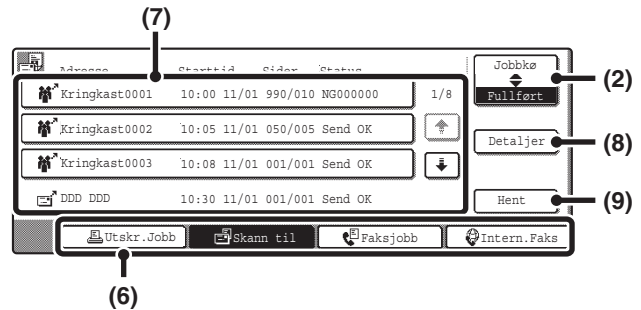 (7)
Adresse Starttid Sider Status
Jobbkø
Fullført
(2)
Kringkast0001 10:00 11/01 990/010 NG000000
1/8
Kringkast0002 10:05 11/01 050/005 Send OK
Detaljer
(8)
Kringkast0003 10:08 11/01 001/001 Send OK
DDD DDD 10:30 11/01 001/001 Send OK
Hent
(9)
Utskr.Jobb Skann til Faksjobb Intern.Faks
(6)